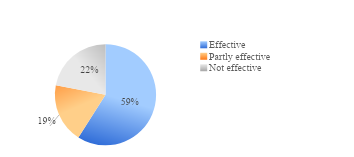 Effective
Partly effective
Not effective
22%
59%
19%